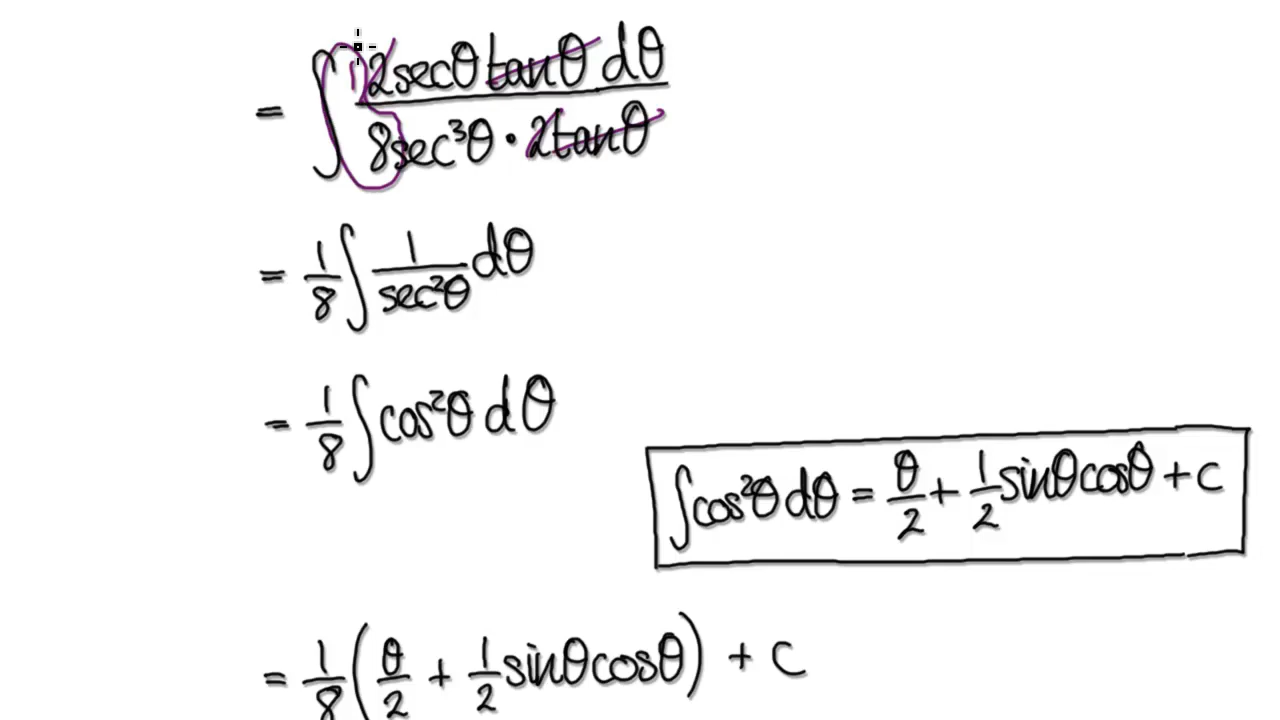 = ∫ 1 2secθ tanθ dθ / 8sec³θ · 2tanθ
= 1/8 ∫ 1/sec²θ dθ
= 1/8 ∫ cos²θ dθ
∫cos²θ dθ = θ/2 + 1/2 sinθcosθ + c
= 1/8 (θ/2 + 1/2 sinθcosθ) + c